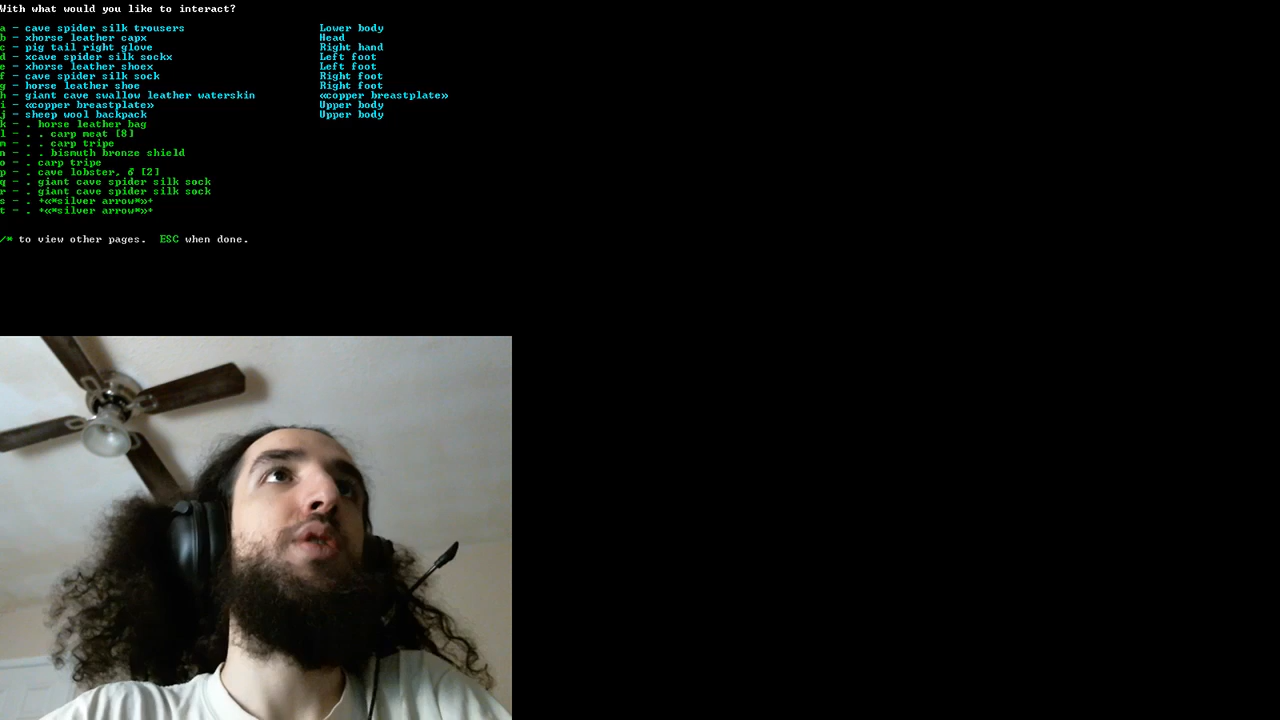 With what would you like to interact?
a - cave spider silk trousers Lower body
b - xhorse leather capx Head
c - pig tail right glove Right hand
d - xcave spider silk sockx Left foot
e - xhorse leather shoex Left foot
f - cave spider silk sock Right foot
g - horse leather shoe Right foot
h - giant cave swallow leather waterskin «copper breastplate»
i - «copper breastplate» Upper body
j - sheep wool backpack Upper body
k - . horse leather bag
l - . . carp meat [8]
m - . . carp tripe
n - . . bismuth bronze shield
o - . carp tripe
p - . cave lobster, ♂ [2]
q - . giant cave spider silk sock
r - . giant cave spider silk sock
s - . +«*silver arrow*»+
t - . +«*silver arrow*»+
/* to view other pages. ESC when done.